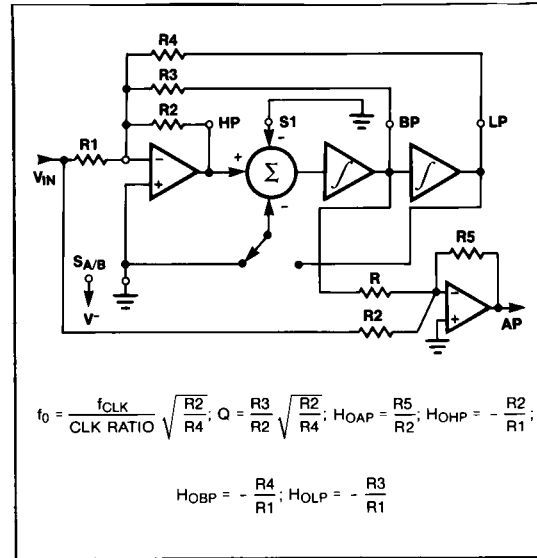 R4
R3
R2
HP
S1
BP
LP
R1
VIN
SA/B
V-
Σ
∫
∫
-
+
+
-
-
R5
R
R2
-
+
AP
f0 = fCLK / CLK RATIO √(R2/R4); Q = R3/R2 √(R2/R4); HOAP = R5/R2; HOHP = - R2/R1;
HOBP = - R4/R1; HOLP = - R3/R1